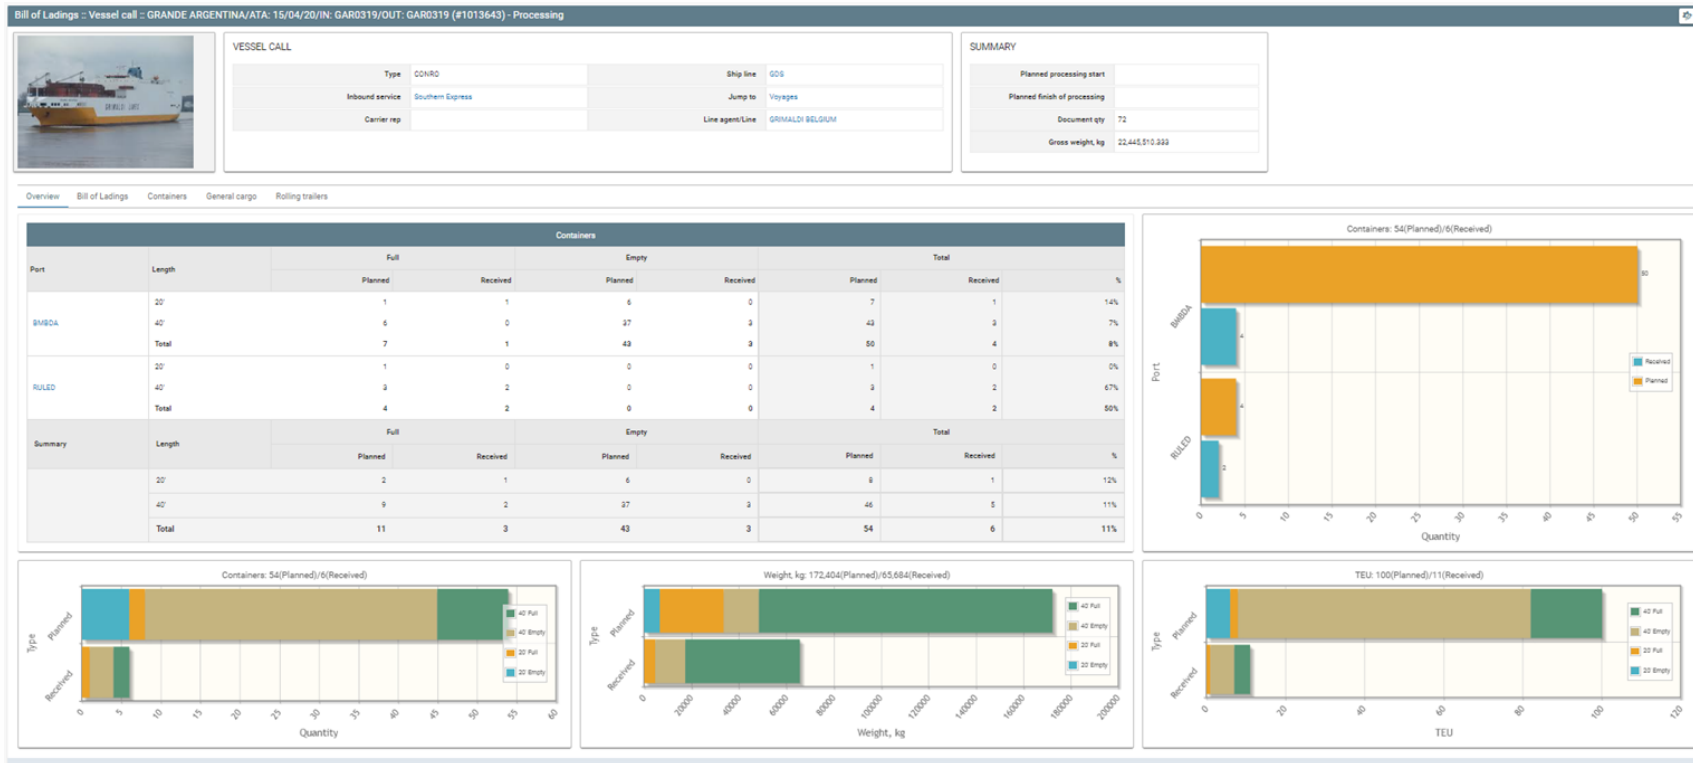 Bill of Ladings :: Vessel call :: GRANDE ARGENTINA/ATA: 15/04/20/IN: GAR0319/OUT: GAR0319 (#1013643) - Processing
VESSEL CALL
Type CONRO Ship line GDS
Inbound service Southern Express Jump to Voyages
Carrier rep Line agent/Line GRIMALDI BELGIUM
SUMMARY
Planned processing start
Planned finish of processing
Document qty 72
Gross weight, kg 22,445,510.333
Overview Bill of Ladings Containers General cargo Rolling trailers
Containers
Port Length Full Empty Total
Planned Received Planned Received Planned Received %
BMBDA
20' 1 1 6 0 7 1 14%
40' 6 0 37 3 43 3 7%
Total 7 1 43 3 50 4 8%
RULED
20' 1 0 0 0 1 0 0%
40' 3 2 0 0 3 2 67%
Total 4 2 0 0 4 2 50%
Summary Length Full Empty Total
Planned Received Planned Received Planned Received %
20' 2 1 6 0 8 1 12%
40' 9 2 37 3 46 5 11%
Total 11 3 43 3 54 6 11%
Containers: 54(Planned)/6(Received)
Port
BMBDA
RULED
50
4
4
2
Received
Planned
0 5 10 15 20 25 30 35 40 45 50 55
Quantity
Containers: 54(Planned)/6(Received)
Type
Planned
Received
40' Full
40' Empty
20' Full
20' Empty
0 5 10 15 20 25 30 35 40 45 50 55 60
Quantity
Weight, kg: 172,404(Planned)/65,684(Received)
Type
Planned
Received
40' Full
40' Empty
20' Full
20' Empty
0 20000 40000 60000 80000 100000 120000 140000 160000 180000 200000
Weight, kg
TEU: 100(Planned)/11(Received)
Type
Planned
Received
40' Full
40' Empty
20' Full
20' Empty
0 20 40 60 80 100 120
TEU